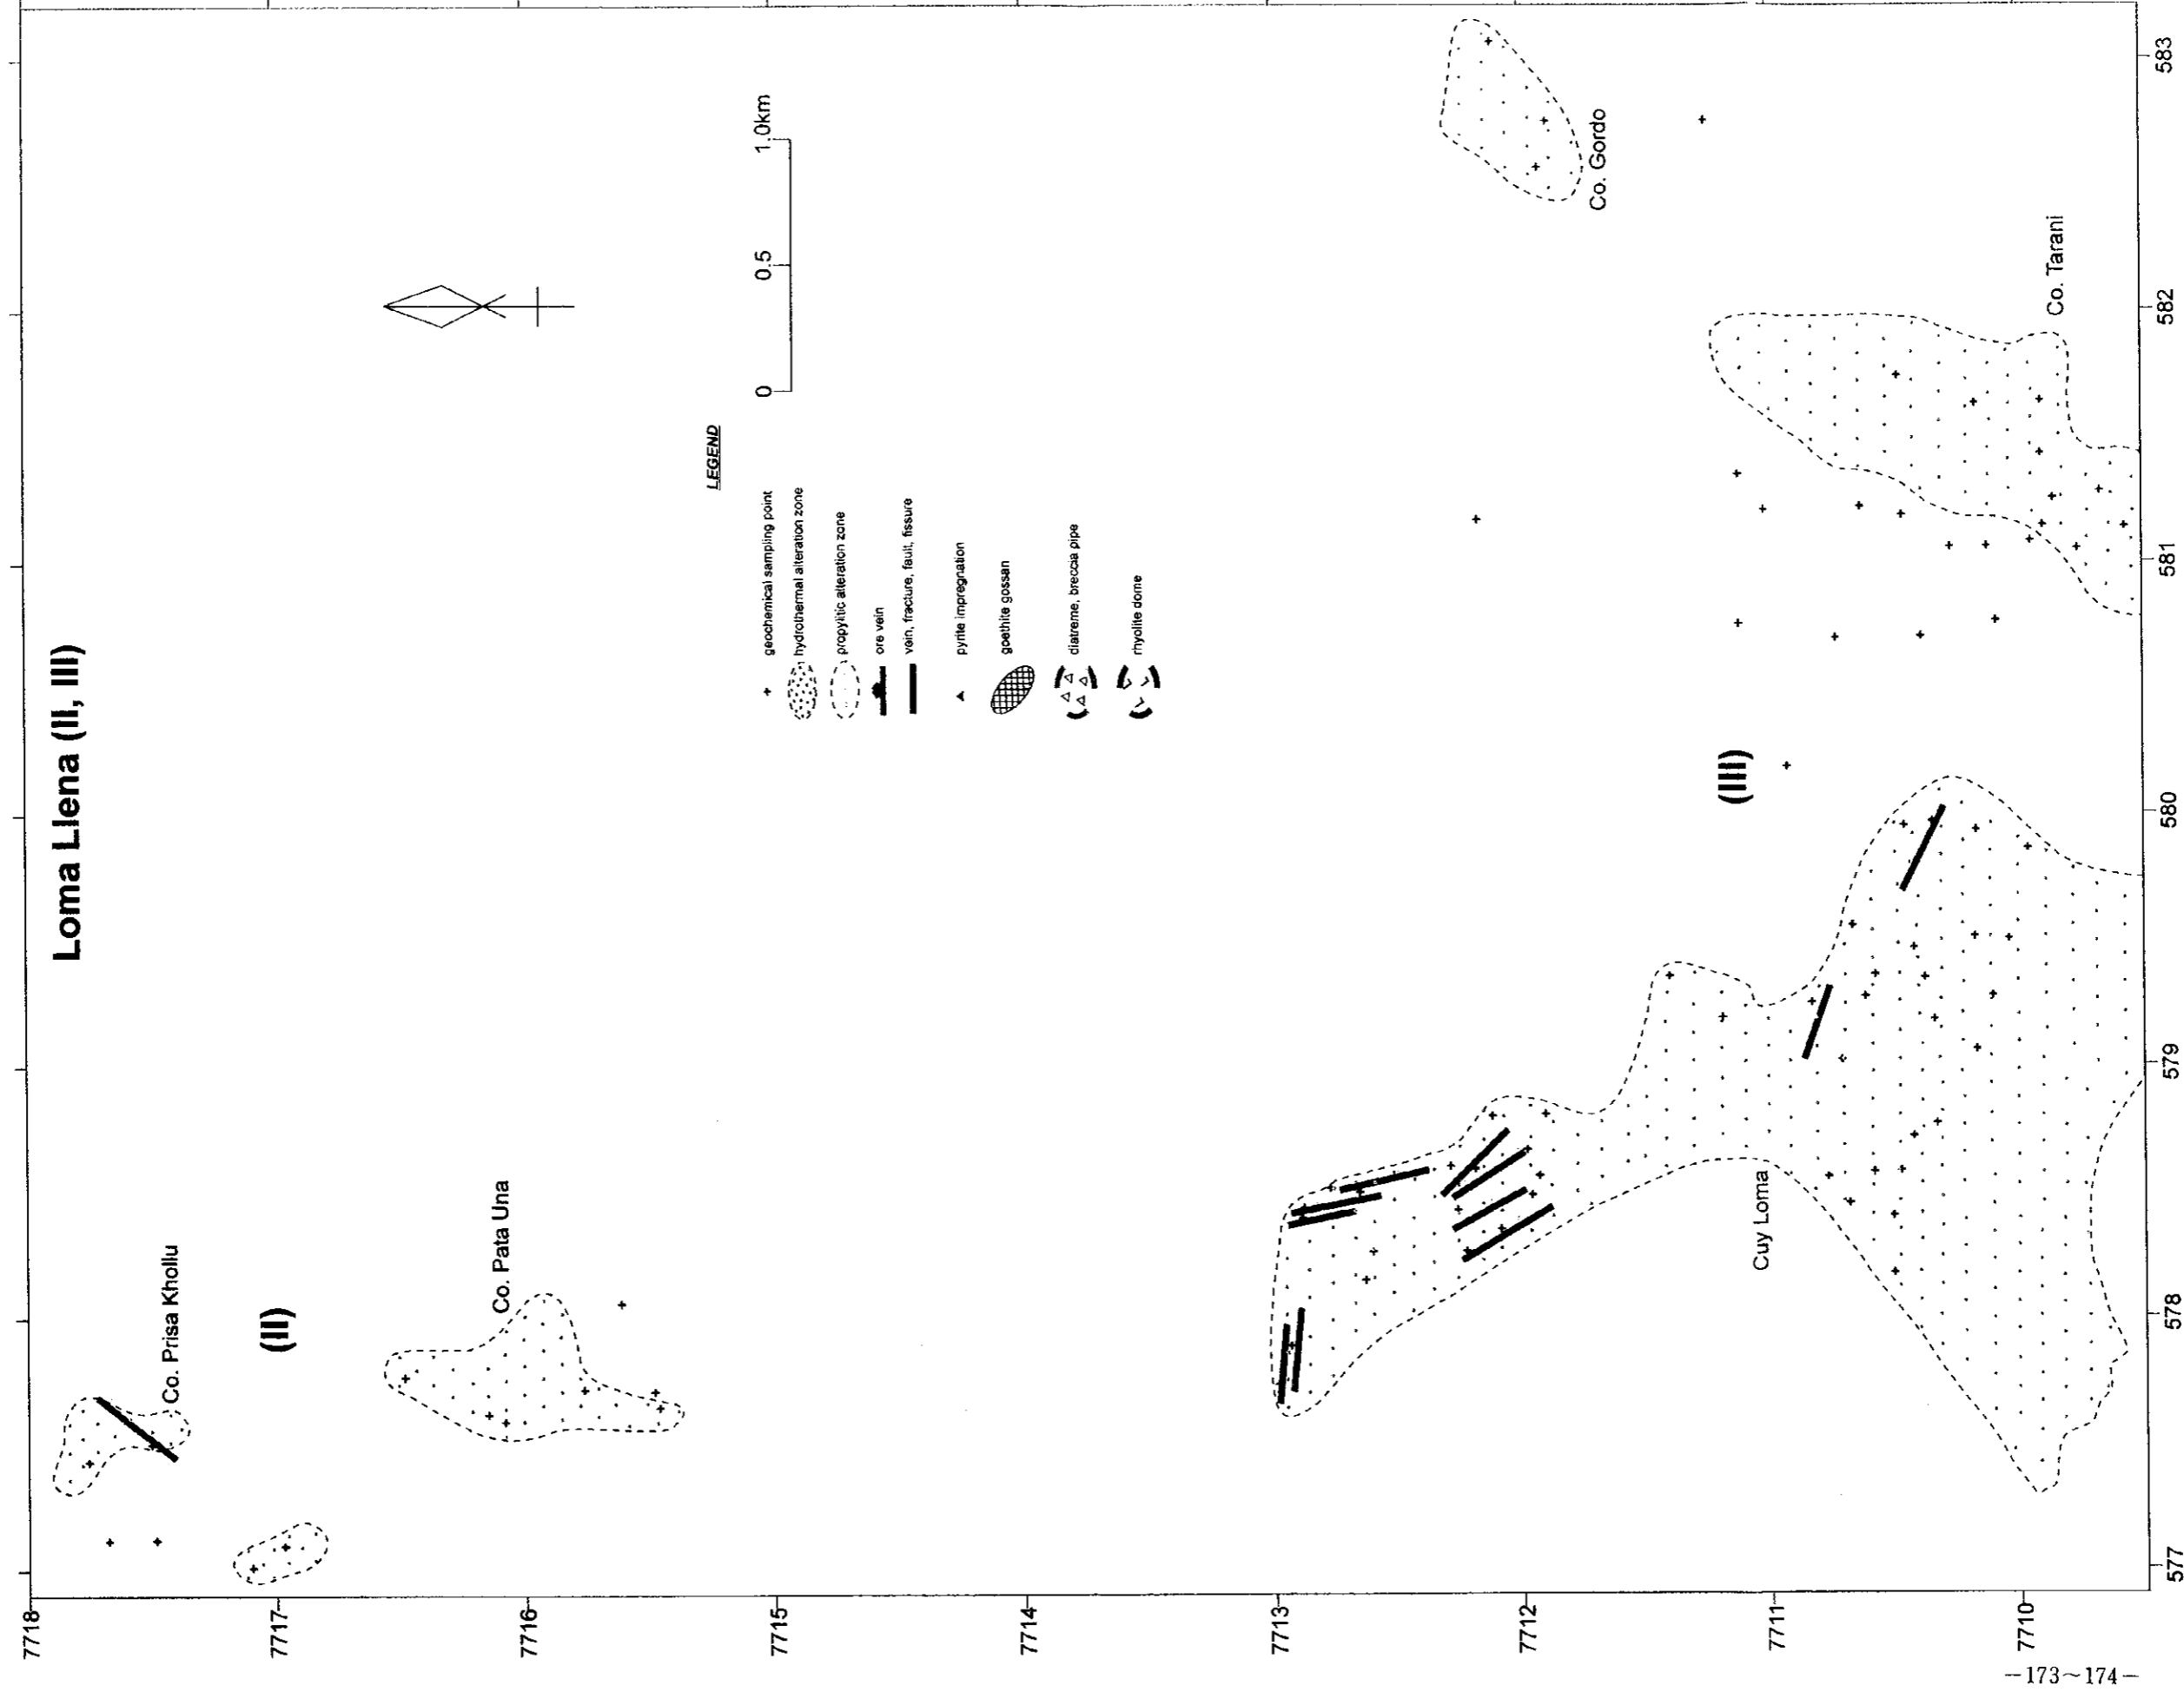 Loma Llena (II, III)
7718
7717
7716
7715
7714
7713
7712
7711
7710
577
578
579
580
581
582
583
Co. Prisa Khollu
(II)
Co. Pata Una
LEGEND
geochemical sampling point
hydrothermal alteration zone
propylitic alteration zone
ore vein
vein, fracture, fault, fissure
pyrite impregnation
goethite gossan
diatreme, breccia pipe
rhyolite dome
0
0.5
1.0km
Co. Gordo
Co. Tarani
(III)
Cuy Loma
-173~174-